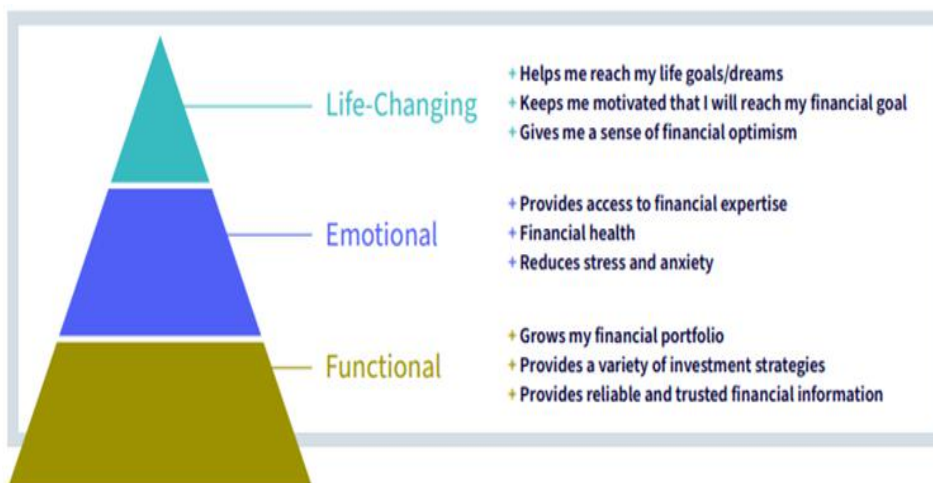 Life-Changing
+ Helps me reach my life goals/dreams
+ Keeps me motivated that I will reach my financial goal
+ Gives me a sense of financial optimism
Emotional
+ Provides access to financial expertise
+ Financial health
+ Reduces stress and anxiety
Functional
+ Grows my financial portfolio
+ Provides a variety of investment strategies
+ Provides reliable and trusted financial information